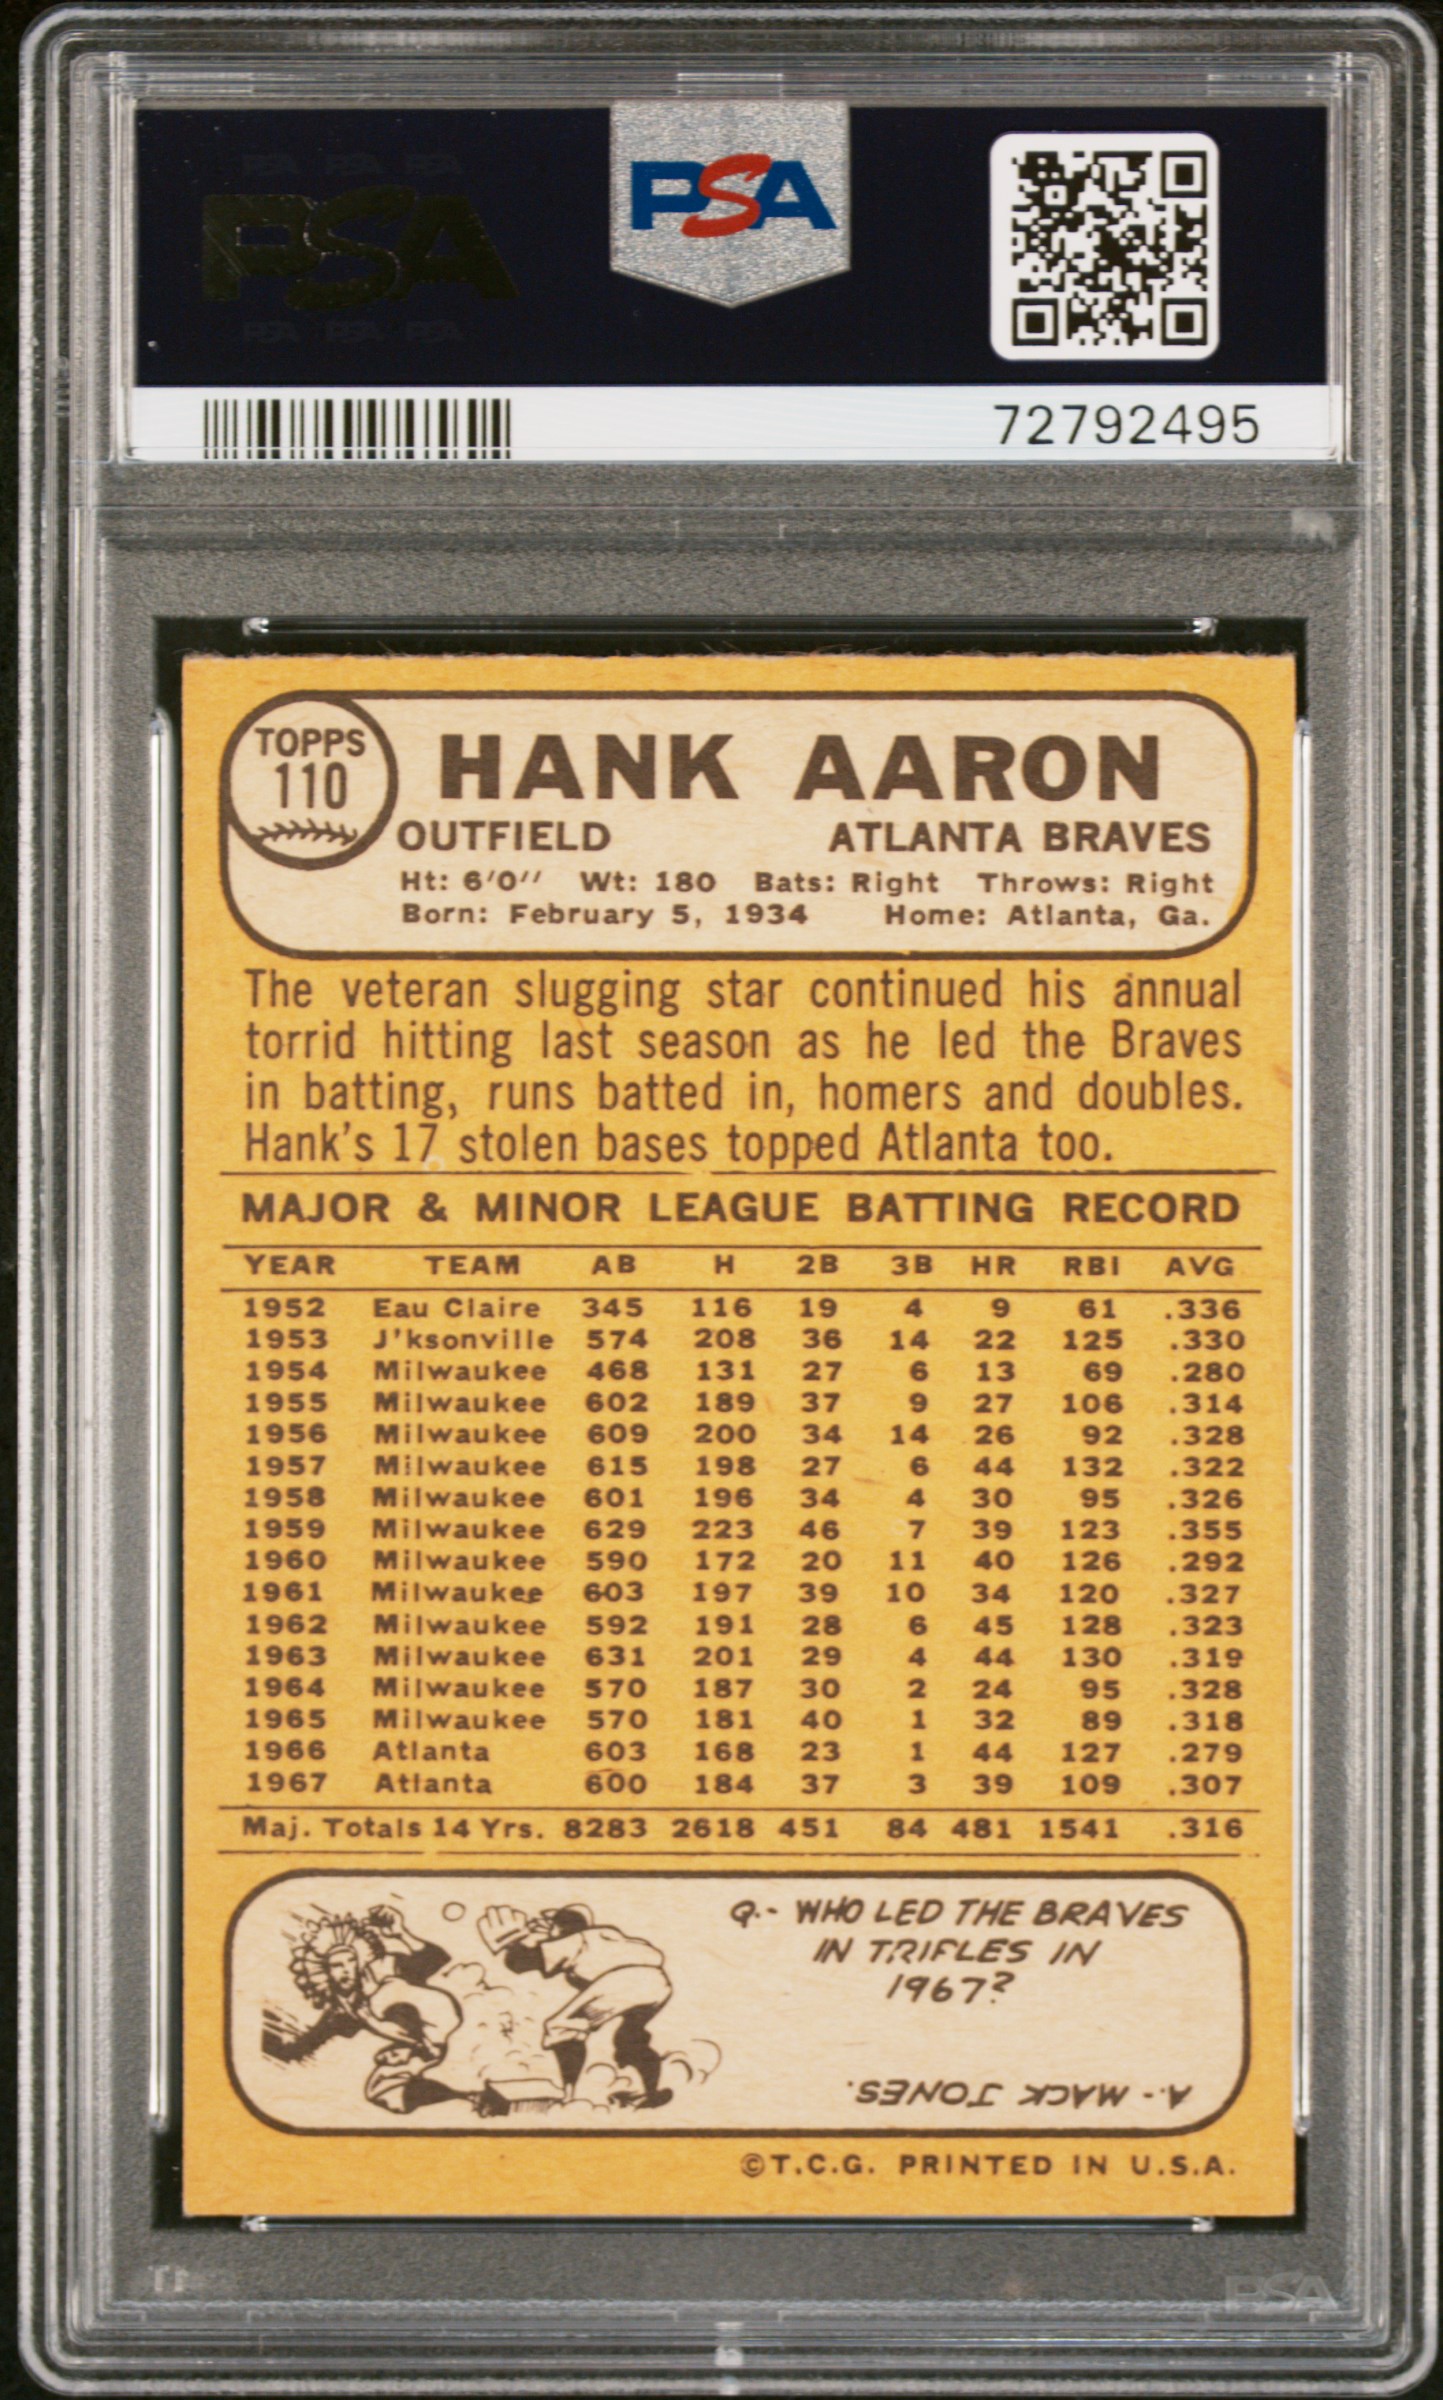 PSA PSA PSA
PSA
PSA PSA PSA
PSA
72792495
TOPPS
110
HANK AARON
OUTFIELD ATLANTA BRAVES
Ht: 6'0'' Wt: 180 Bats: Right Throws: Right
Born: February 5, 1934 Home: Atlanta, Ga.
The veteran slugging star continued his annual
torrid hitting last season as he led the Braves
in batting, runs batted in, homers and doubles.
Hank's 17 stolen bases topped Atlanta too.
MAJOR & MINOR LEAGUE BATTING RECORD
YEAR TEAM AB H 2B 3B HR RBI AVG
1952 Eau Claire 345 116 19 4 9 61 .336
1953 J'ksonville 574 208 36 14 22 125 .330
1954 Milwaukee 468 131 27 6 13 69 .280
1955 Milwaukee 602 189 37 9 27 106 .314
1956 Milwaukee 609 200 34 14 26 92 .328
1957 Milwaukee 615 198 27 6 44 132 .322
1958 Milwaukee 601 196 34 4 30 95 .326
1959 Milwaukee 629 223 46 7 39 123 .355
1960 Milwaukee 590 172 20 11 40 126 .292
1961 Milwaukee 603 197 39 10 34 120 .327
1962 Milwaukee 592 191 28 6 45 128 .323
1963 Milwaukee 631 201 29 4 44 130 .319
1964 Milwaukee 570 187 30 2 24 95 .328
1965 Milwaukee 570 181 40 1 32 89 .318
1966 Atlanta 603 168 23 1 44 127 .279
1967 Atlanta 600 184 37 3 39 109 .307
Maj. Totals 14 Yrs. 8283 2618 451 84 481 1541 .316
Q.- WHO LED THE BRAVES
IN TRIFLES IN
1967?
A.- MACK JONES.
©T.C.G. PRINTED IN U.S.A.
PSA